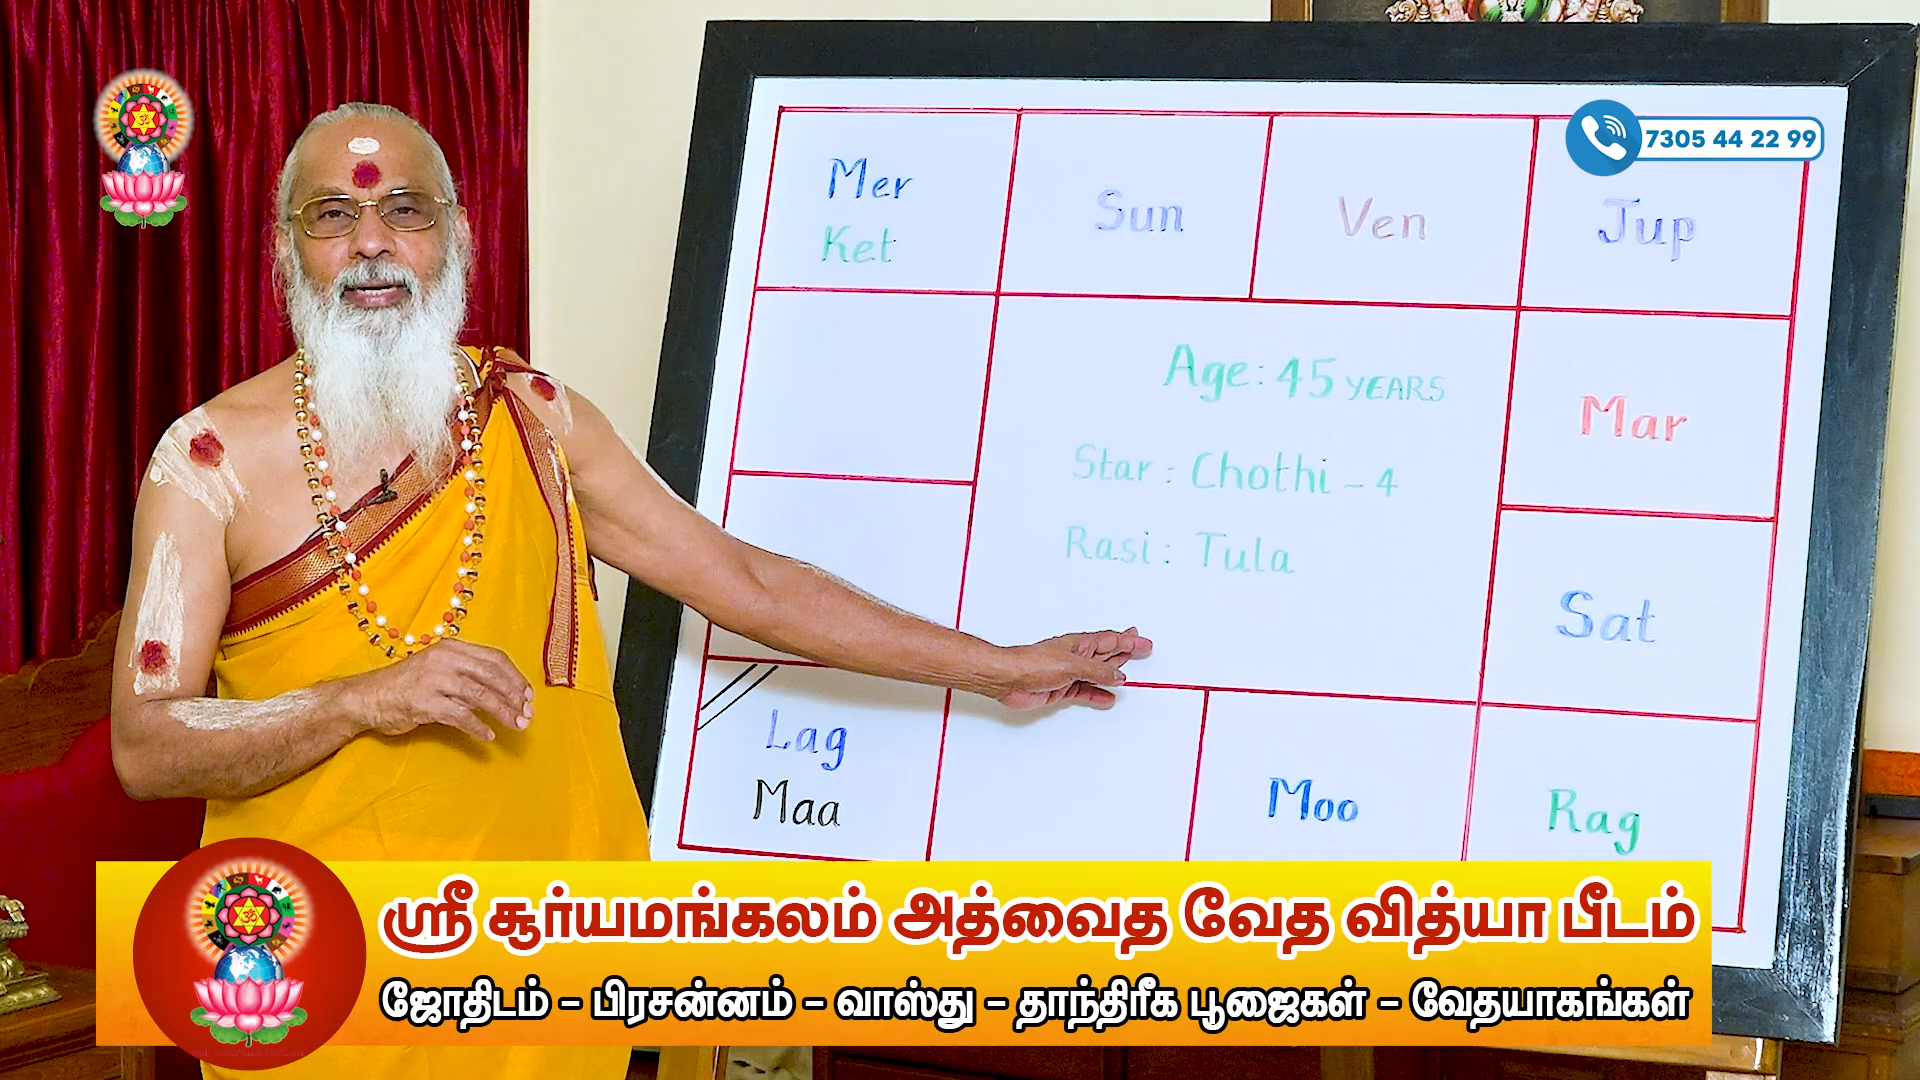 7305 44 22 99
Mer
Ket
Sun
Ven
Jup
Age: 45 YEARS
Star: Chothi - 4
Rasi: Tula
Mar
Sat
Lag
Maa
Moo
Rag
ஸ்ரீ சூர்யமங்கலம் அத்வைத வேத வித்யா பீடம்
ஜோதிடம் - பிரசன்னம் - வாஸ்து - தாந்திரீக பூஜைகள் - வேதயாகங்கள்